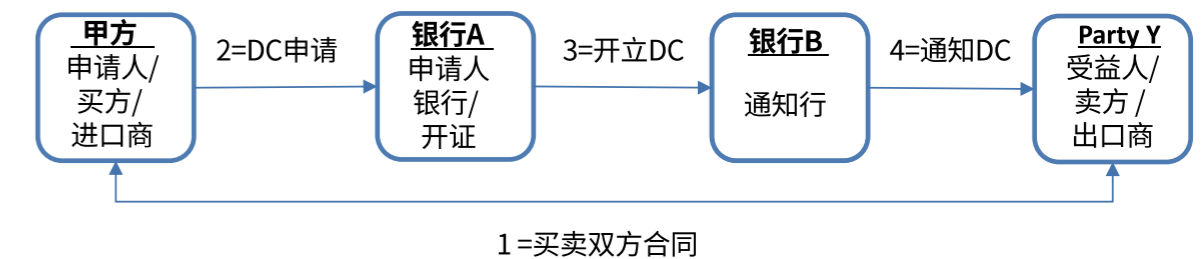 甲方
申请人/
买方/
进口商
2=DC申请
银行A
申请人
银行/
开证
3=开立DC
银行B
通知行
4=通知DC
Party Y
受益人/
卖方 /
出口商
1 =买卖双方合同